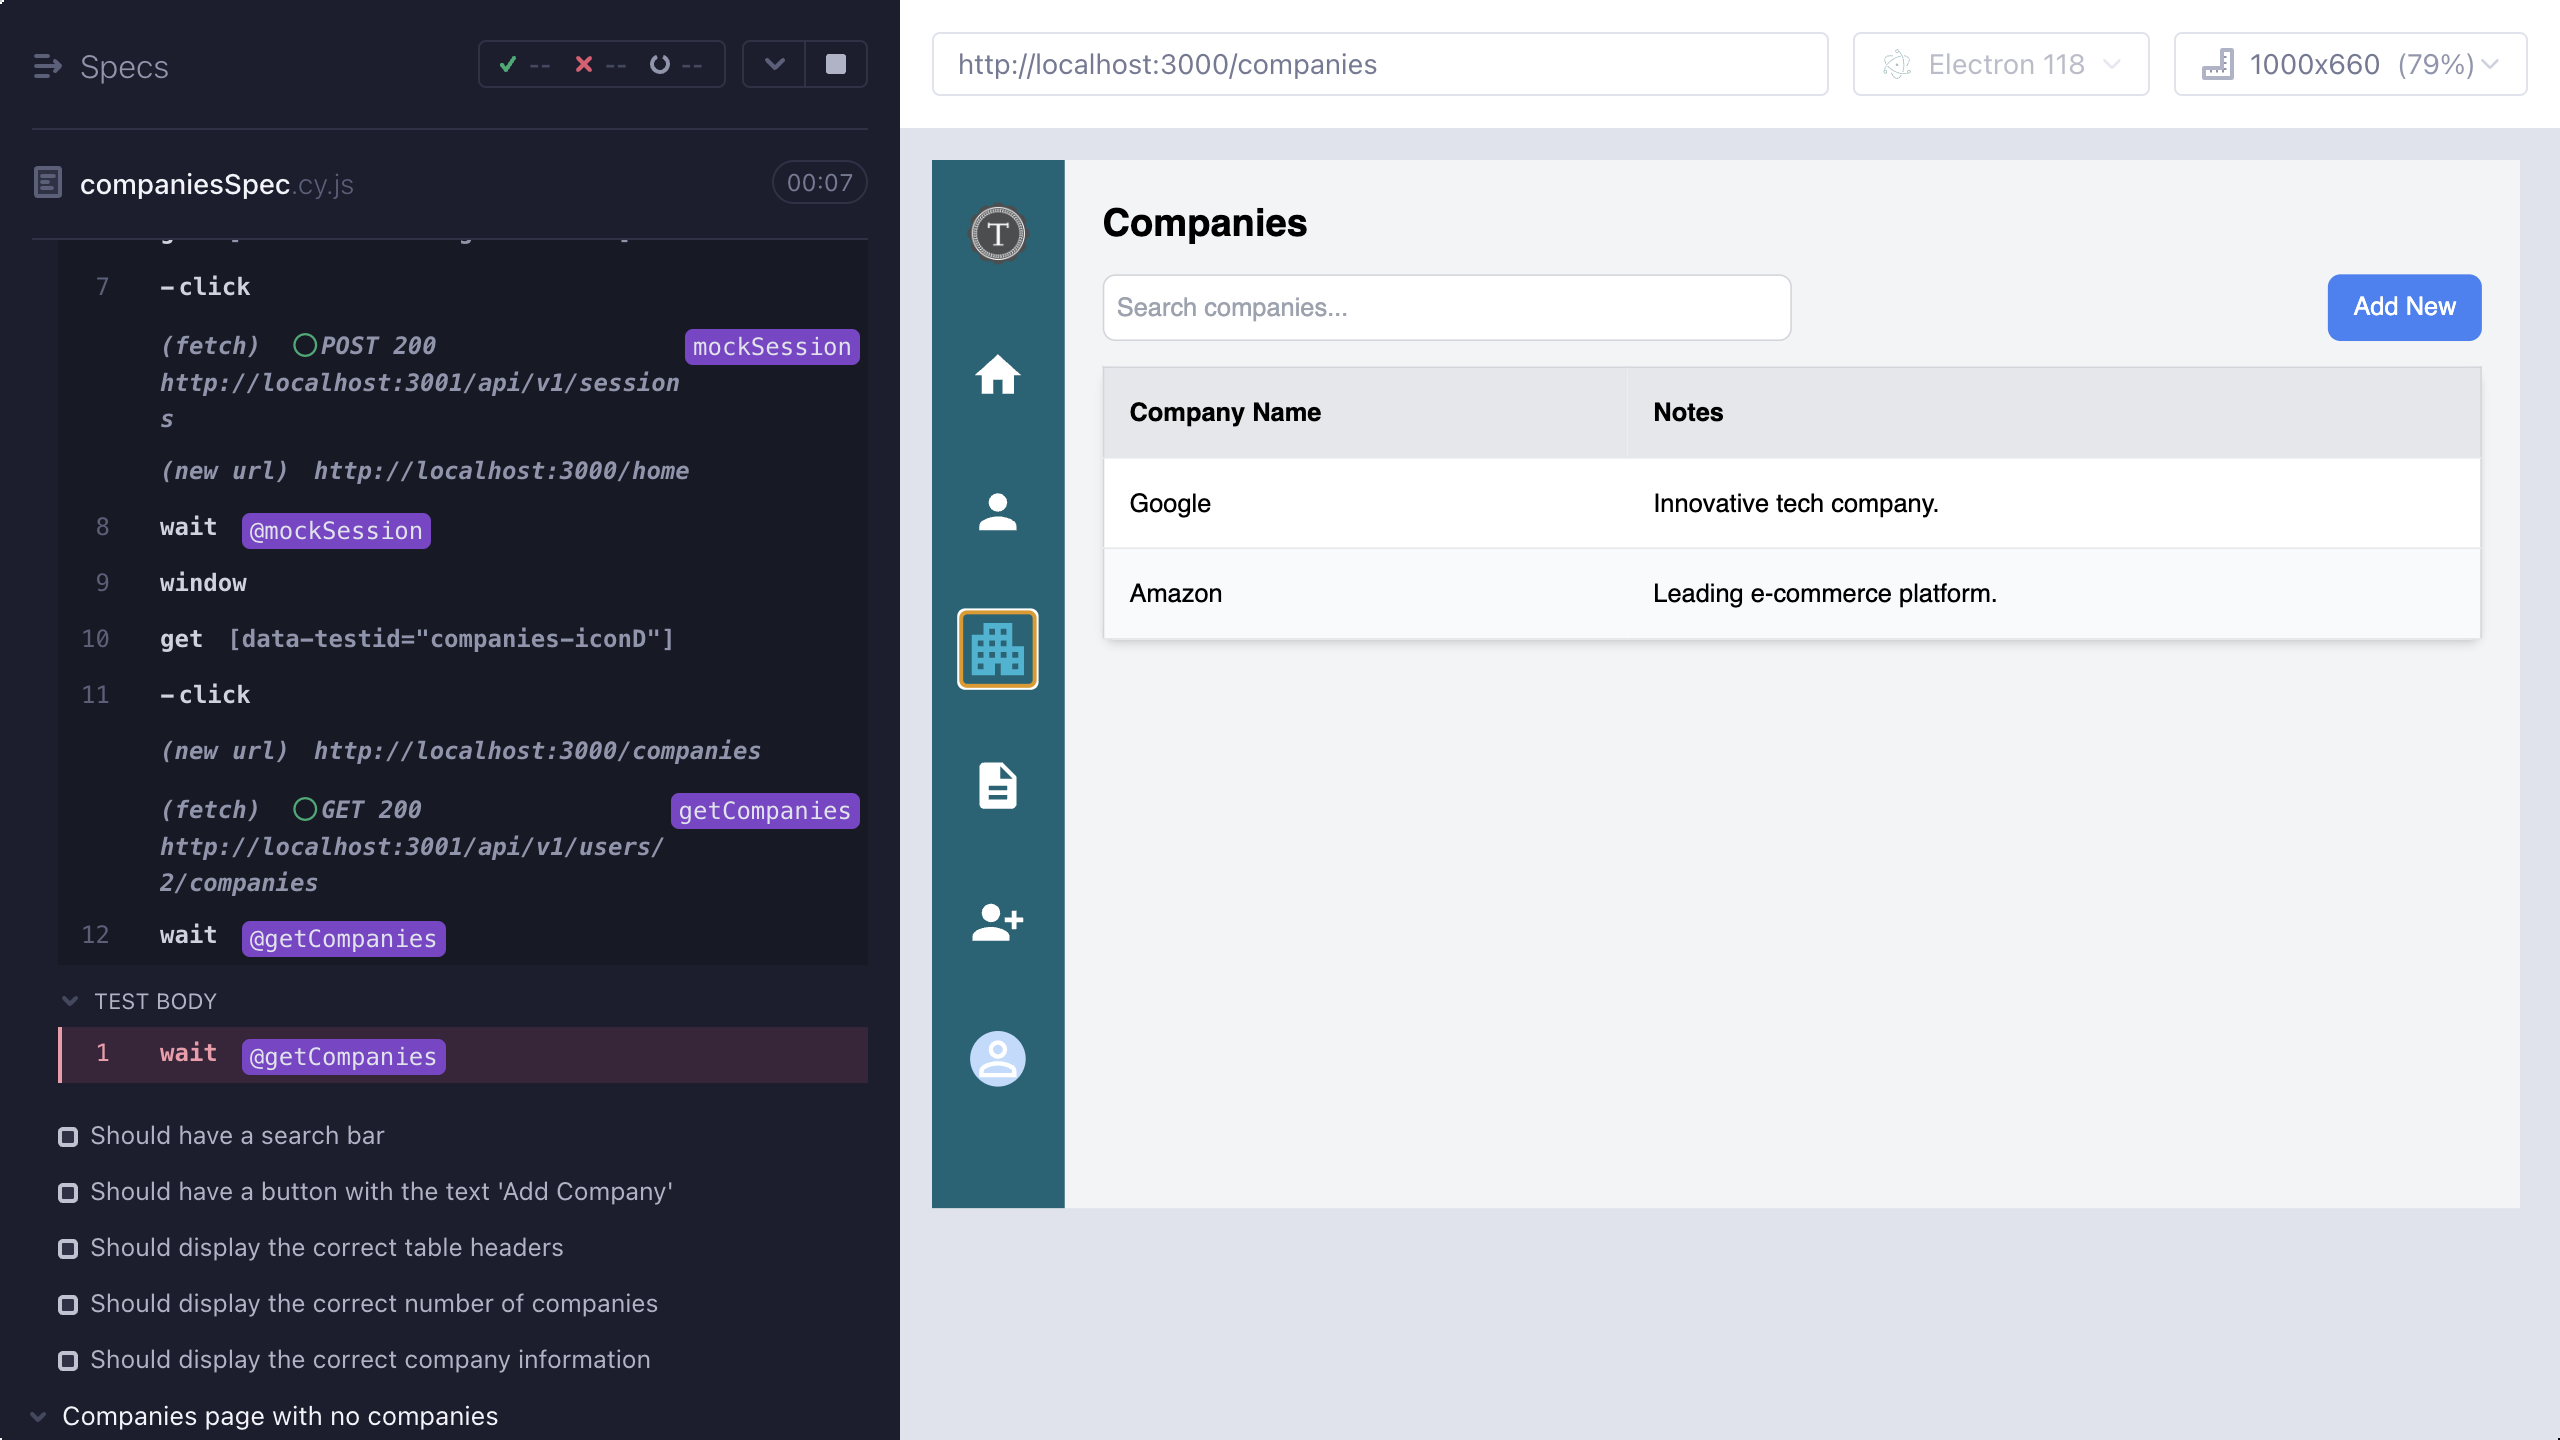 Specs
-- -- --
companiesSpec.cy.js
00:07
7 -click
(fetch) POST 200 mockSession
http://localhost:3001/api/v1/session
s
(new url) http://localhost:3000/home
8 wait @mockSession
9 window
10 get [data-testid="companies-iconD"]
11 -click
(new url) http://localhost:3000/companies
(fetch) GET 200 getCompanies
http://localhost:3001/api/v1/users/
2/companies
12 wait @getCompanies
TEST BODY
1 wait @getCompanies
Should have a search bar
Should have a button with the text 'Add Company'
Should display the correct table headers
Should display the correct number of companies
Should display the correct company information
Companies page with no companies
http://localhost:3000/companies
Electron 118
1000x660 (79%)
T
Companies
Search companies...
Add New
Company Name Notes
Google Innovative tech company.
Amazon Leading e-commerce platform.